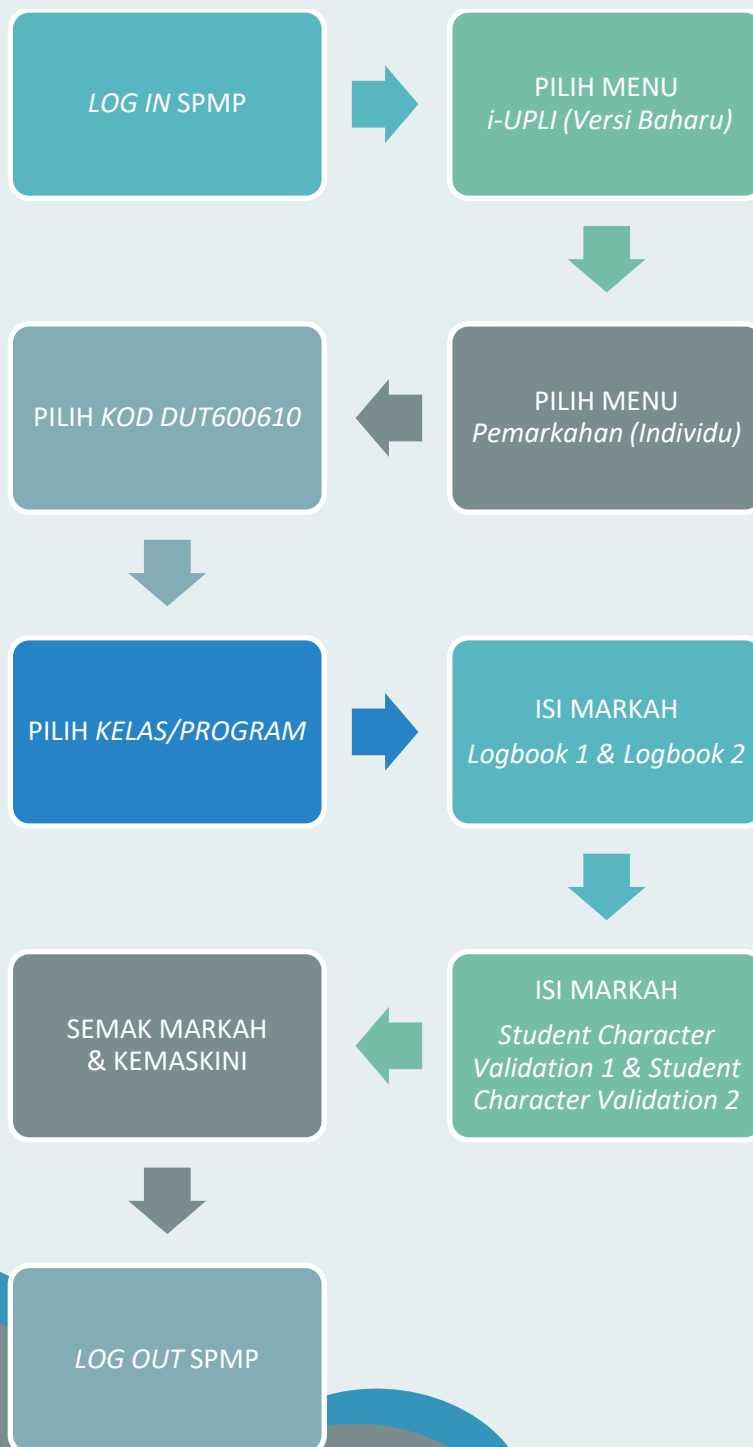 LOG IN SPMP
PILIH MENU
i-UPLI (Versi Baharu)
PILIH MENU
Pemarkahan (Individu)
PILIH KOD DUT600610
PILIH KELAS/PROGRAM
ISI MARKAH
Logbook 1 & Logbook 2
ISI MARKAH
Student Character
Validation 1 & Student
Character Validation 2
SEMAK MARKAH
& KEMASKINI
LOG OUT SPMP